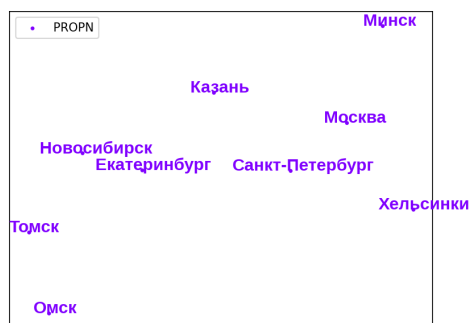 Минск
PROPN
Казань
Москва
Новосибирск
Екатеринбург
Санкт-Петербург
Хельсинки
Томск
Омск